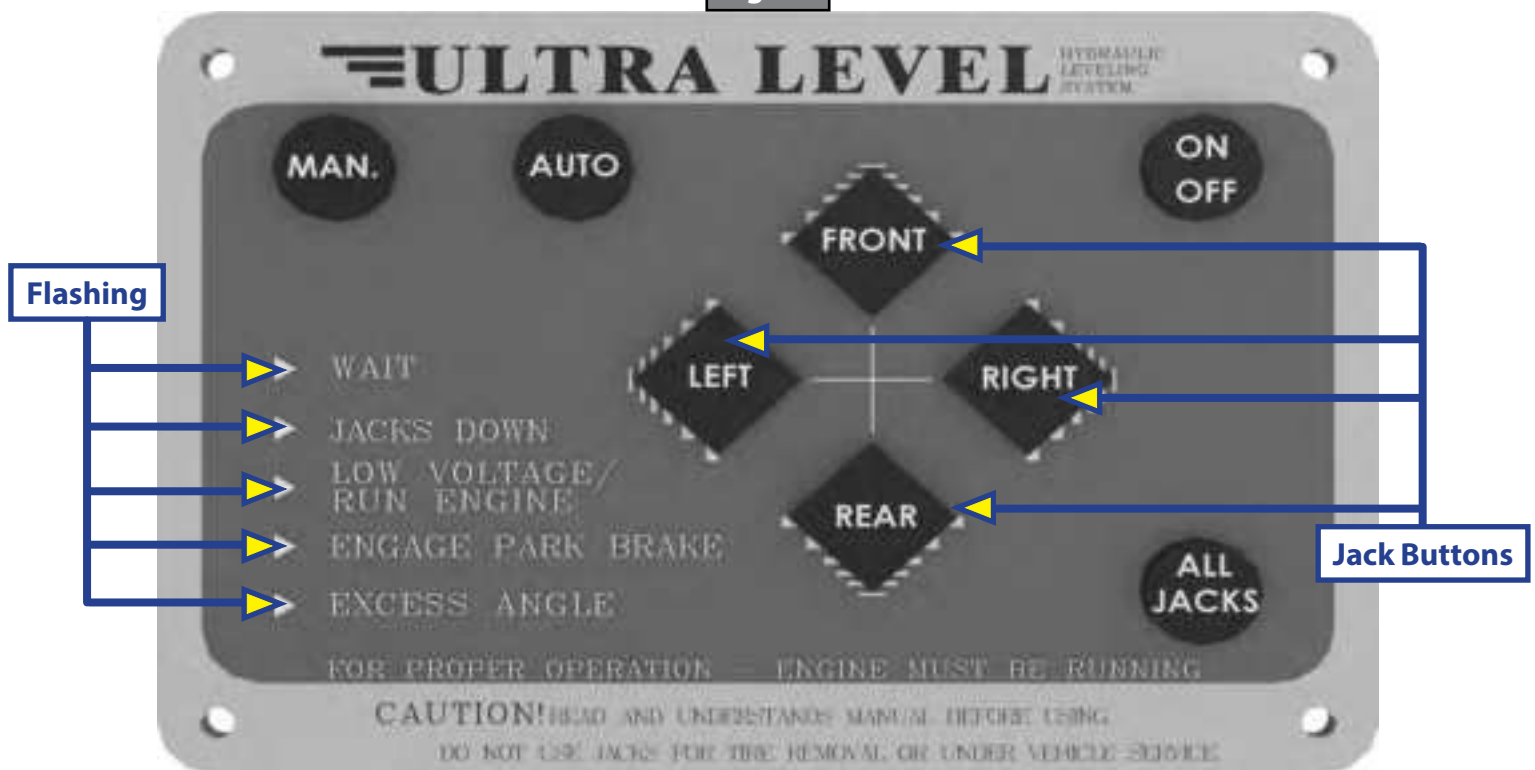 ULTRA LEVEL
HYDRAULIC
LEVELING
SYSTEM
MAN.
AUTO
ON
OFF
FRONT
Flashing
WAIT
LEFT
RIGHT
JACKS DOWN
LOW VOLTAGE/
RUN ENGINE
REAR
ENGAGE PARK BRAKE
Jack Buttons
EXCESS ANGLE
ALL
JACKS
FOR PROPER OPERATION - ENGINE MUST BE RUNNING
CAUTION! READ AND UNDERSTANDS MANUAL BEFORE USING
DO NOT USE JACKS FOR TIRE REMOVAL OR UNDER VEHICLE SERVICE